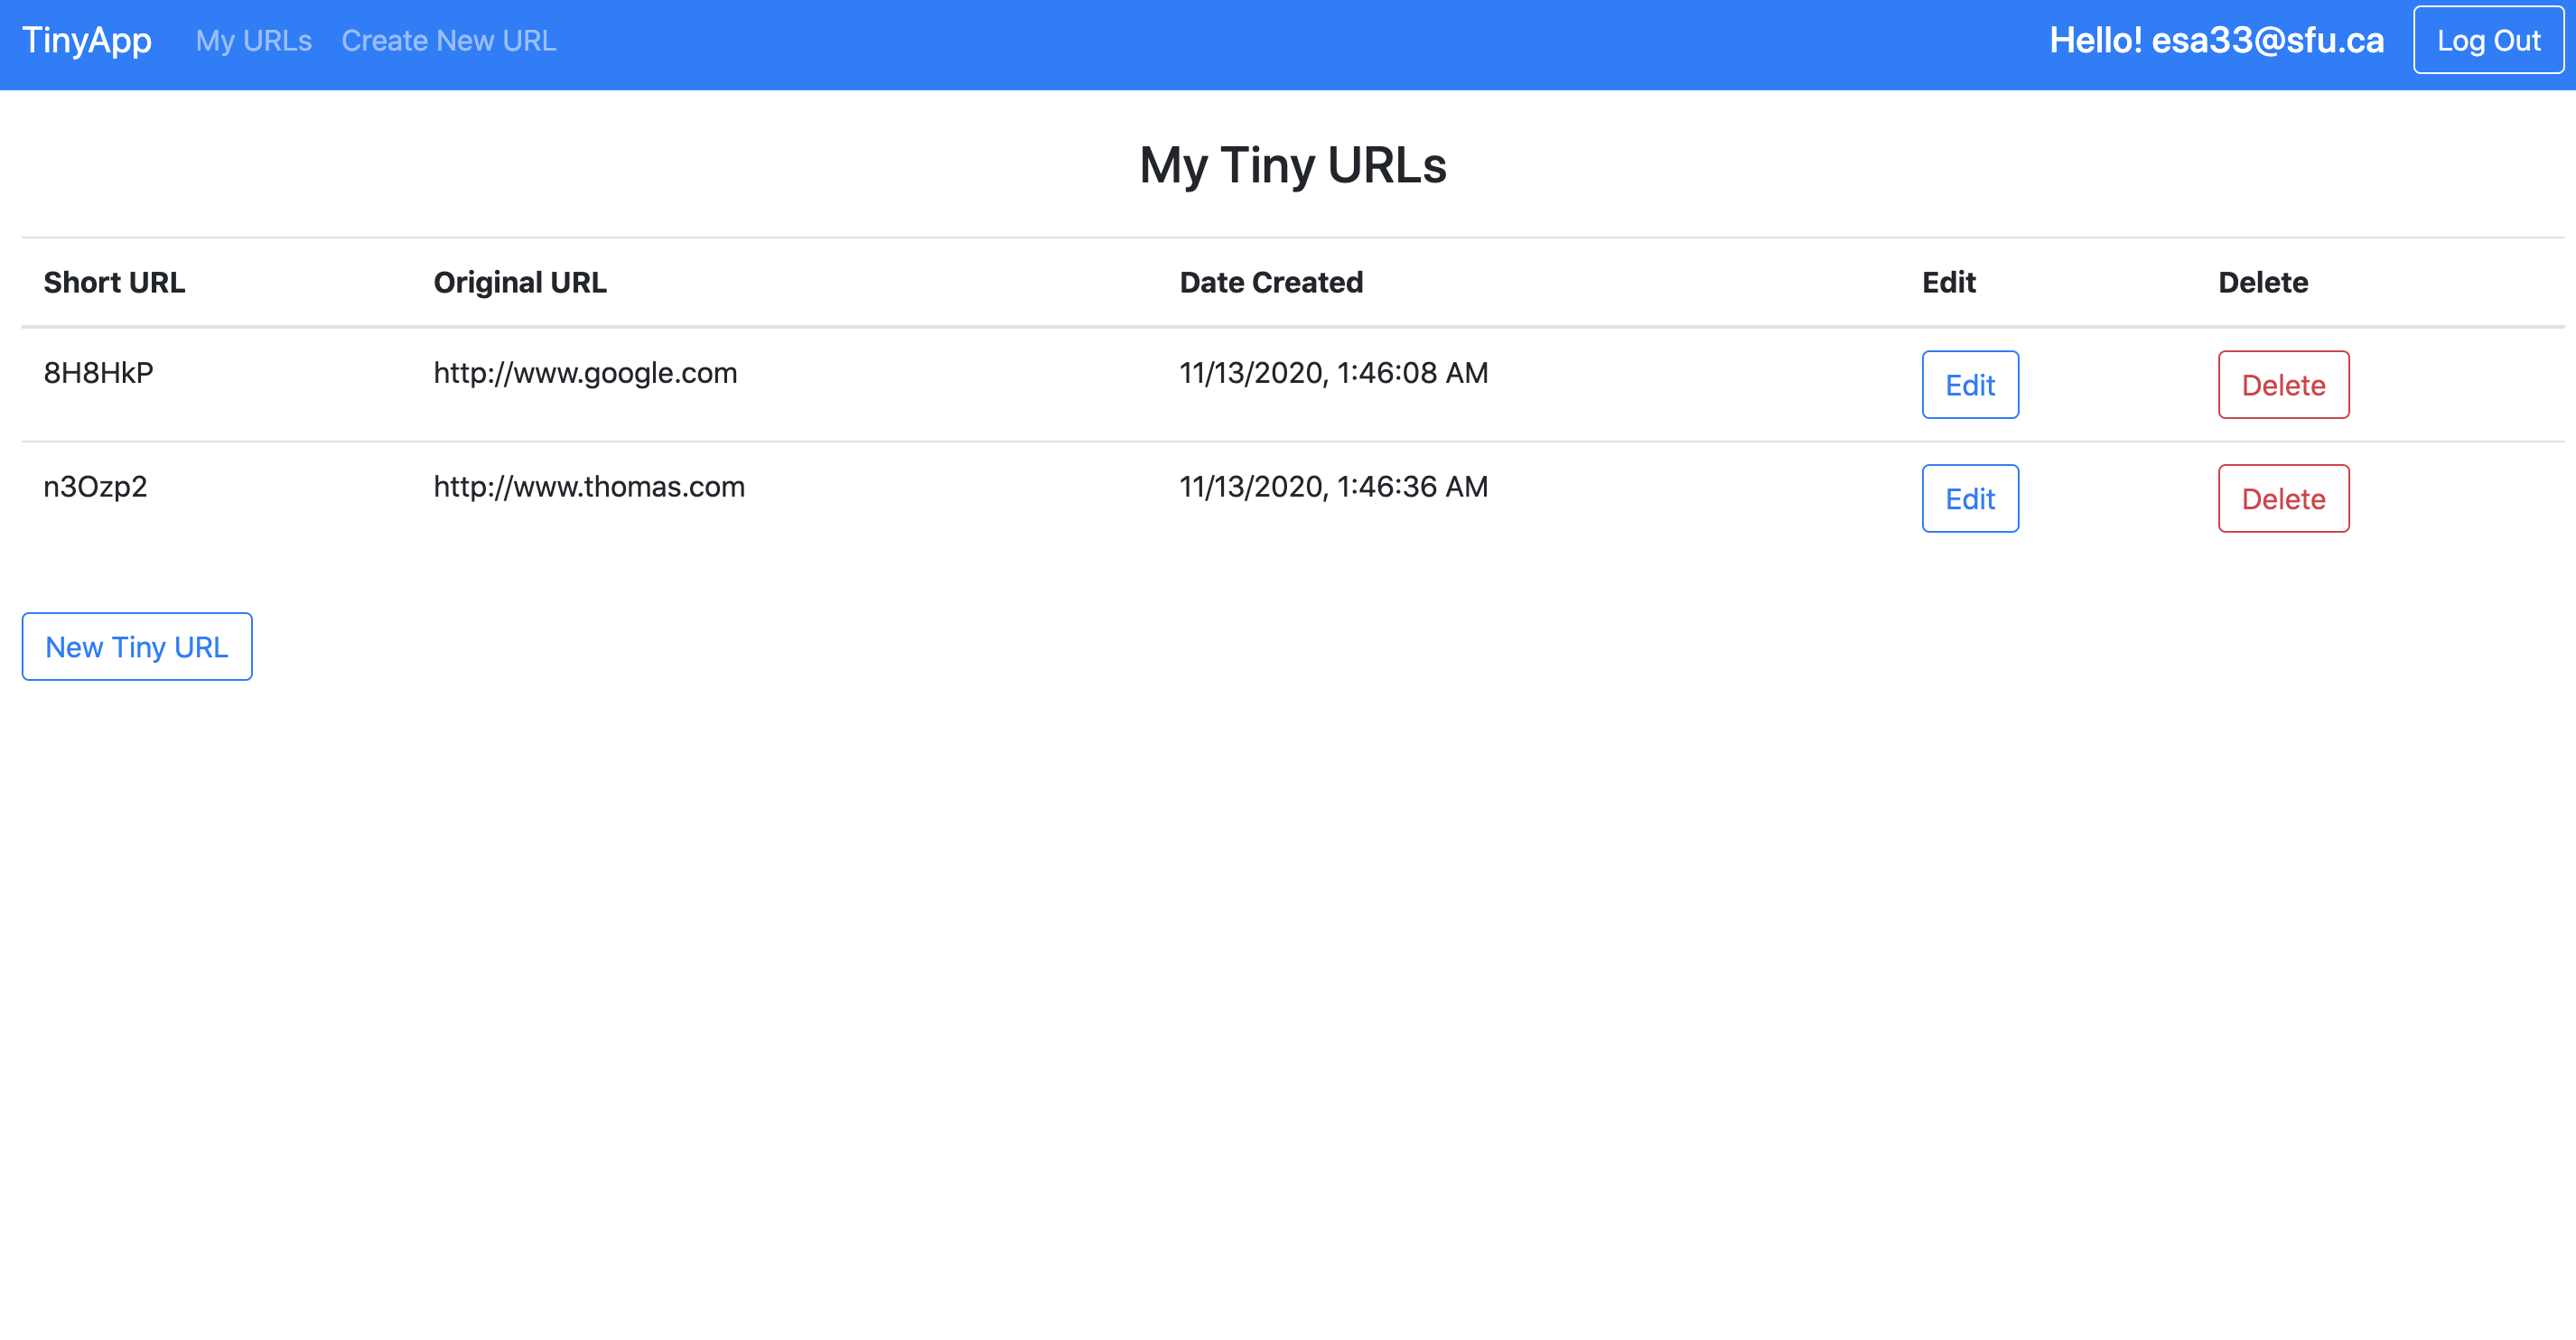 TinyApp My URLs Create New URL Hello! esa33@sfu.ca Log Out
My Tiny URLs
Short URL Original URL Date Created Edit Delete
8H8HkP http://www.google.com 11/13/2020, 1:46:08 AM Edit Delete
n3Ozp2 http://www.thomas.com 11/13/2020, 1:46:36 AM Edit Delete
New Tiny URL